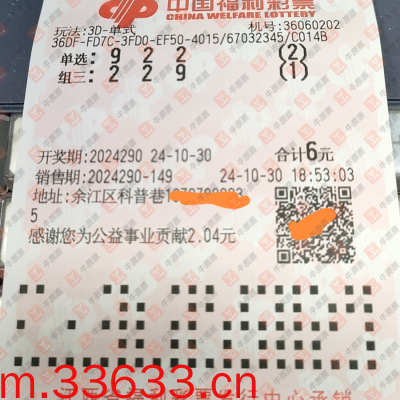 中国福利彩票
CHINA WELFARE LOTTERY
玩法:3D-单式 机号:36060202
36DF-FD7C-3FD0-EF50-4015/67032345/C014B
单选: 9 2 2 (2)
组三: 2 2 9 (1)
开奖期:2024290 24-10-30 合计6元
销售期:2024290-149 24-10-30 18:53:03
地址:余江区科普巷
5
感谢您为公益事业贡献2.04元
m.33633.cn